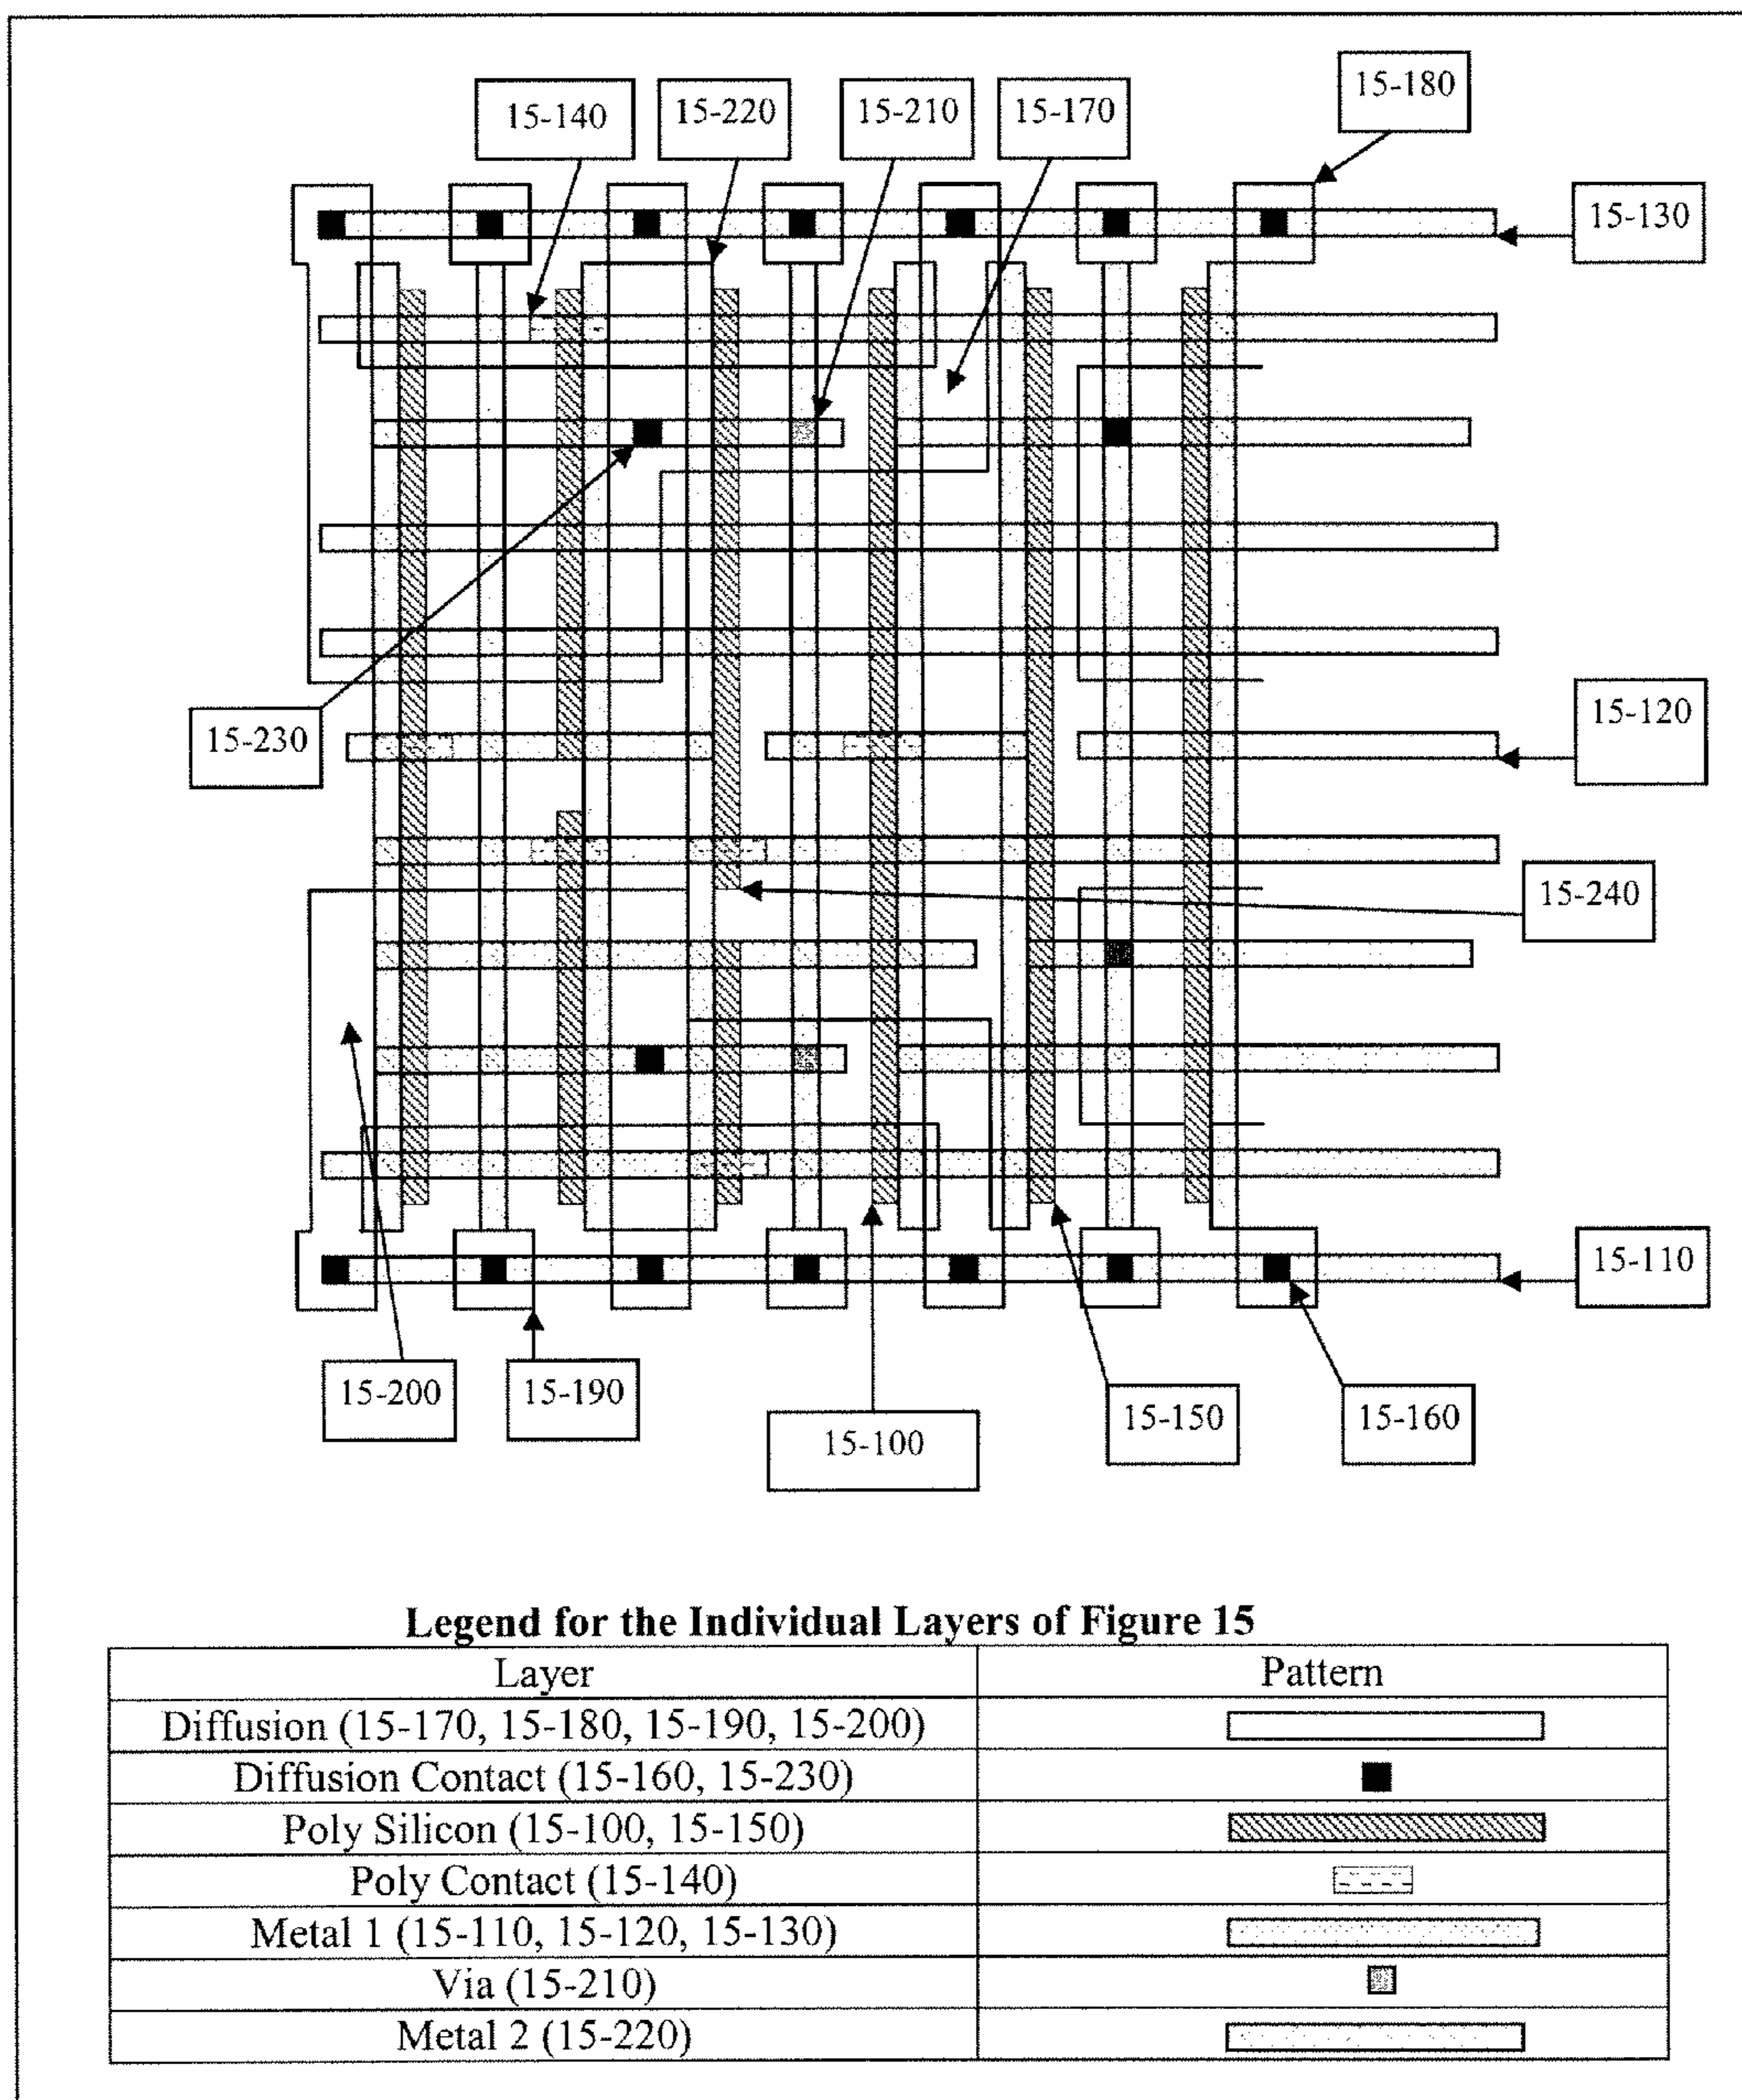 15-180
15-140
15-220
15-210
15-170
15-130
15-230
15-120
15-240
15-110
15-200
15-190
15-100
15-150
15-160
Legend for the Individual Layers of Figure 15
Layer Pattern
Diffusion (15-170, 15-180, 15-190, 15-200)
Diffusion Contact (15-160, 15-230)
Poly Silicon (15-100, 15-150)
Poly Contact (15-140)
Metal 1 (15-110, 15-120, 15-130)
Via (15-210)
Metal 2 (15-220)